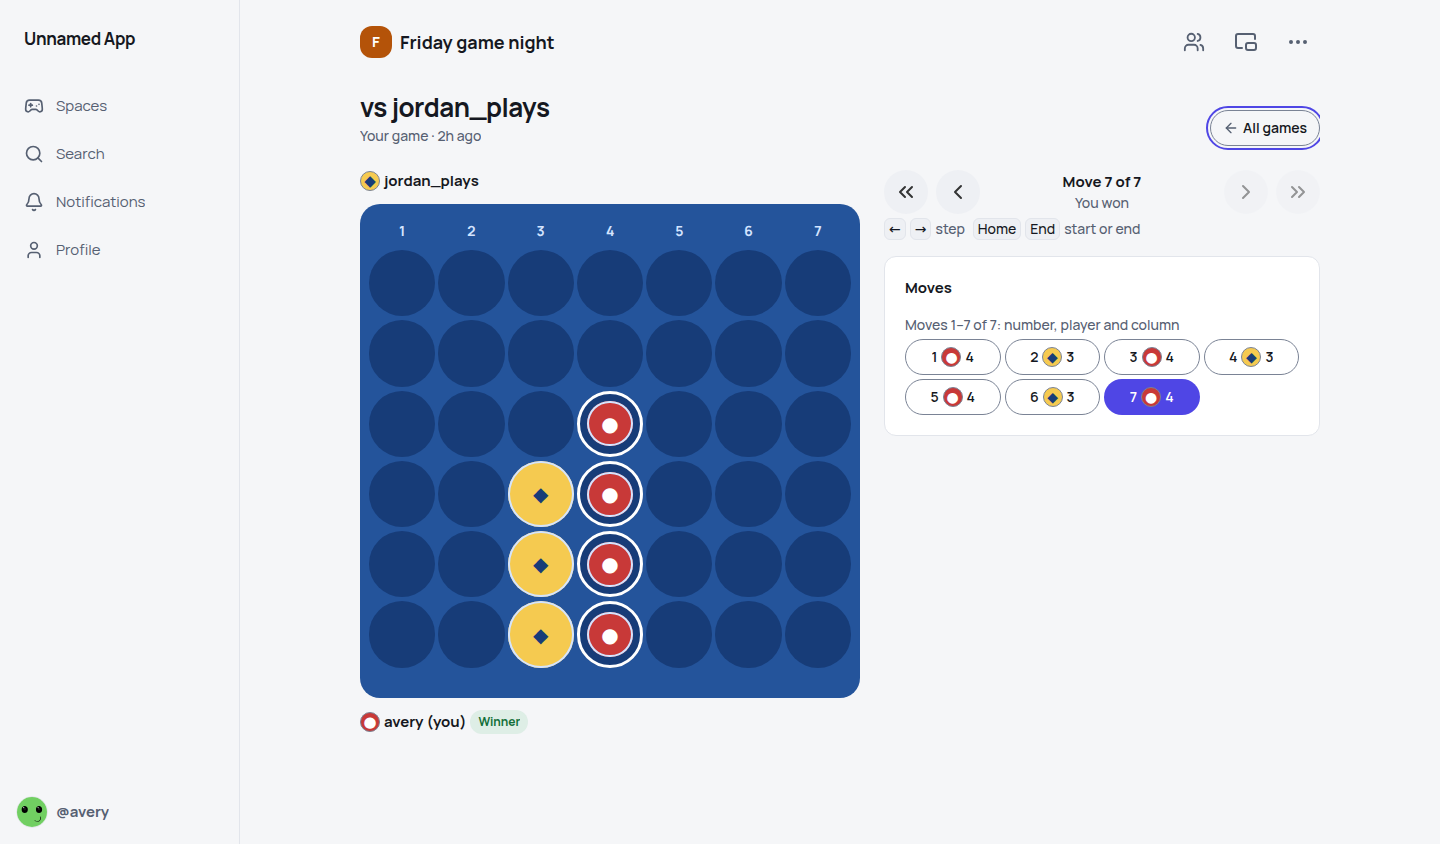 Unnamed App
Spaces
Search
Notifications
Profile
@avery
F Friday game night
vs jordan_plays
Your game · 2h ago
← All games
jordan_plays
1 2 3 4 5 6 7
avery (you) Winner
Move 7 of 7
You won
← → step Home End start or end
Moves
Moves 1–7 of 7: number, player and column
1 4 2 3 3 4 4 3
5 4 6 3 7 4